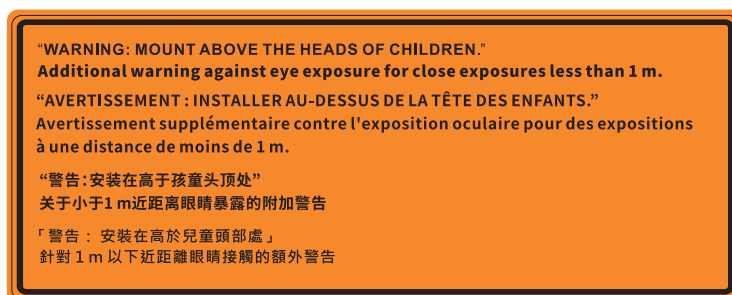 “WARNING: MOUNT ABOVE THE HEADS OF CHILDREN.”
Additional warning against eye exposure for close exposures less than 1 m.
“AVERTISSEMENT : INSTALLER AU-DESSUS DE LA TÊTE DES ENFANTS.”
Avertissement supplémentaire contre l'exposition oculaire pour des expositions
à une distance de moins de 1 m.
“警告：安装在高于孩童头顶处”
关于小于1 m近距离眼睛暴露的附加警告
「警告： 安裝在高於兒童頭部處」
針對 1 m 以下近距離眼睛接觸的額外警告